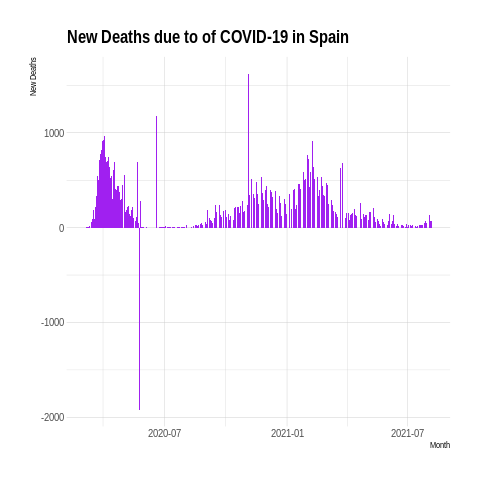 New Deaths due to of COVID-19 in Spain
New Deaths
1000
0
-1000
-2000
2020-07
2021-01
2021-07
Month